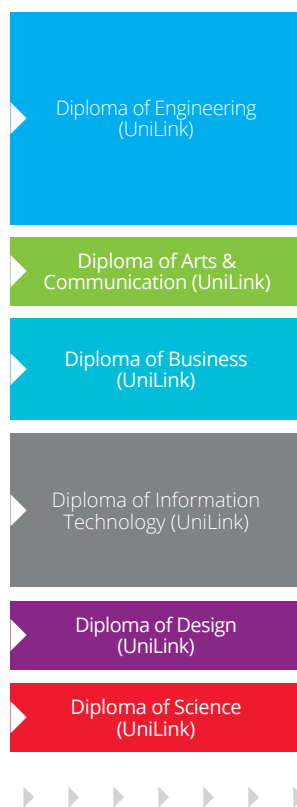 Diploma of Engineering
(UniLink)
Diploma of Arts &
Communication (UniLink)
Diploma of Business
(UniLink)
Diploma of Information
Technology (UniLink)
Diploma of Design
(UniLink)
Diploma of Science
(UniLink)